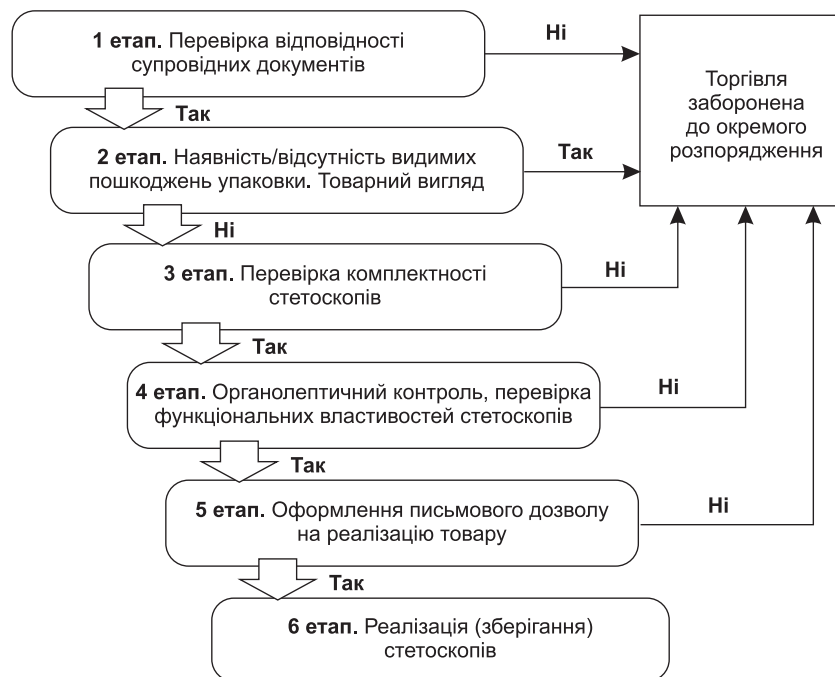 1 етап. Перевірка відповідності
супровідних документів
Ні
Торгівля
заборонена
до окремого
розпорядження
Так
2 етап. Наявність/відсутність видимих
пошкоджень упаковки. Товарний вигляд
Так
Ні
3 етап. Перевірка комплектності
стетоскопів
Ні
Так
4 етап. Органолептичний контроль, перевірка
функціональних властивостей стетоскопів
Ні
Так
5 етап. Оформлення письмового дозволу
на реалізацію товару
Ні
Так
6 етап. Реалізація (зберігання)
стетоскопів